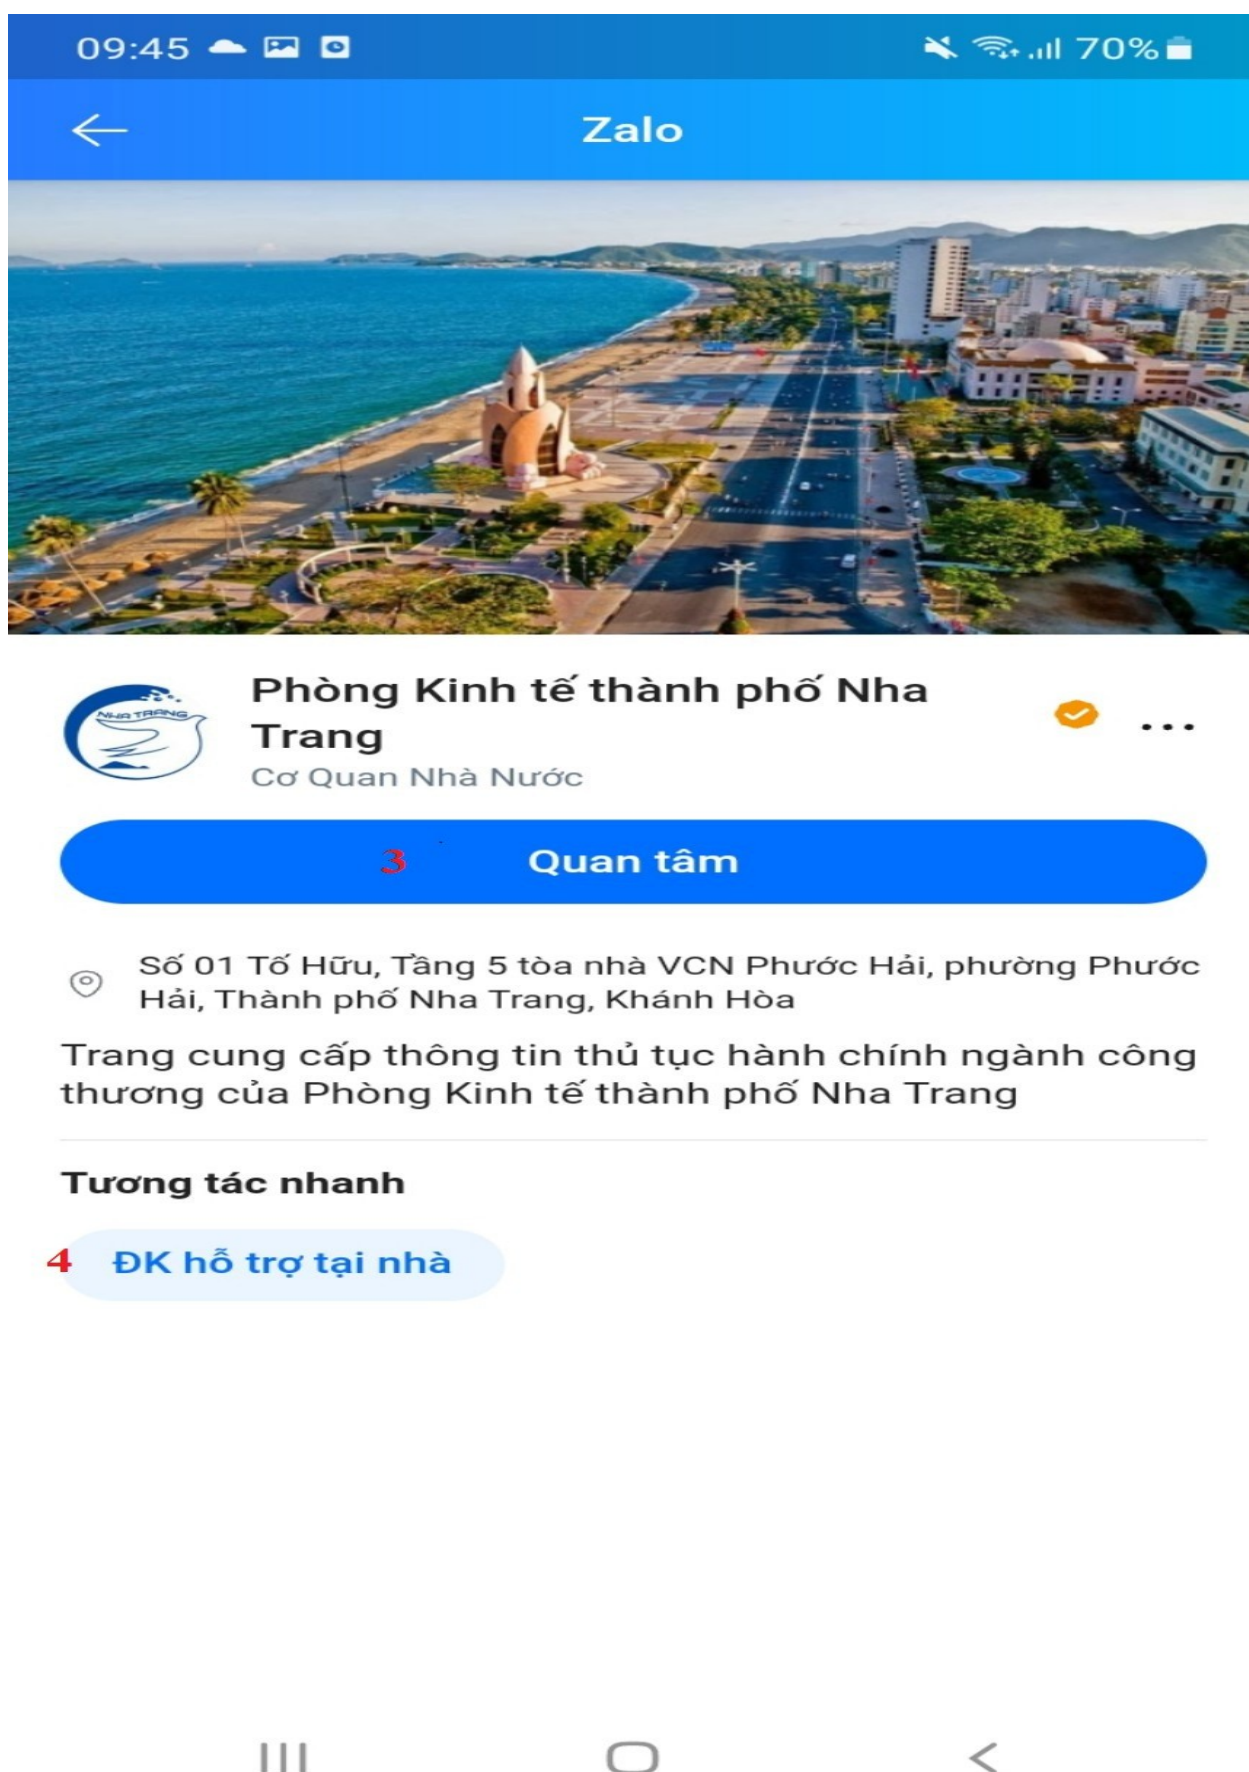 09:45
70%
Zalo
Phòng Kinh tế thành phố Nha
Trang
NHA TRANG
Cơ Quan Nhà Nước
3 Quan tâm
Số 01 Tố Hữu, Tầng 5 tòa nhà VCN Phước Hải, phường Phước
Hải, Thành phố Nha Trang, Khánh Hòa
Trang cung cấp thông tin thủ tục hành chính ngành công
thương của Phòng Kinh tế thành phố Nha Trang
Tương tác nhanh
4 ĐK hỗ trợ tại nhà